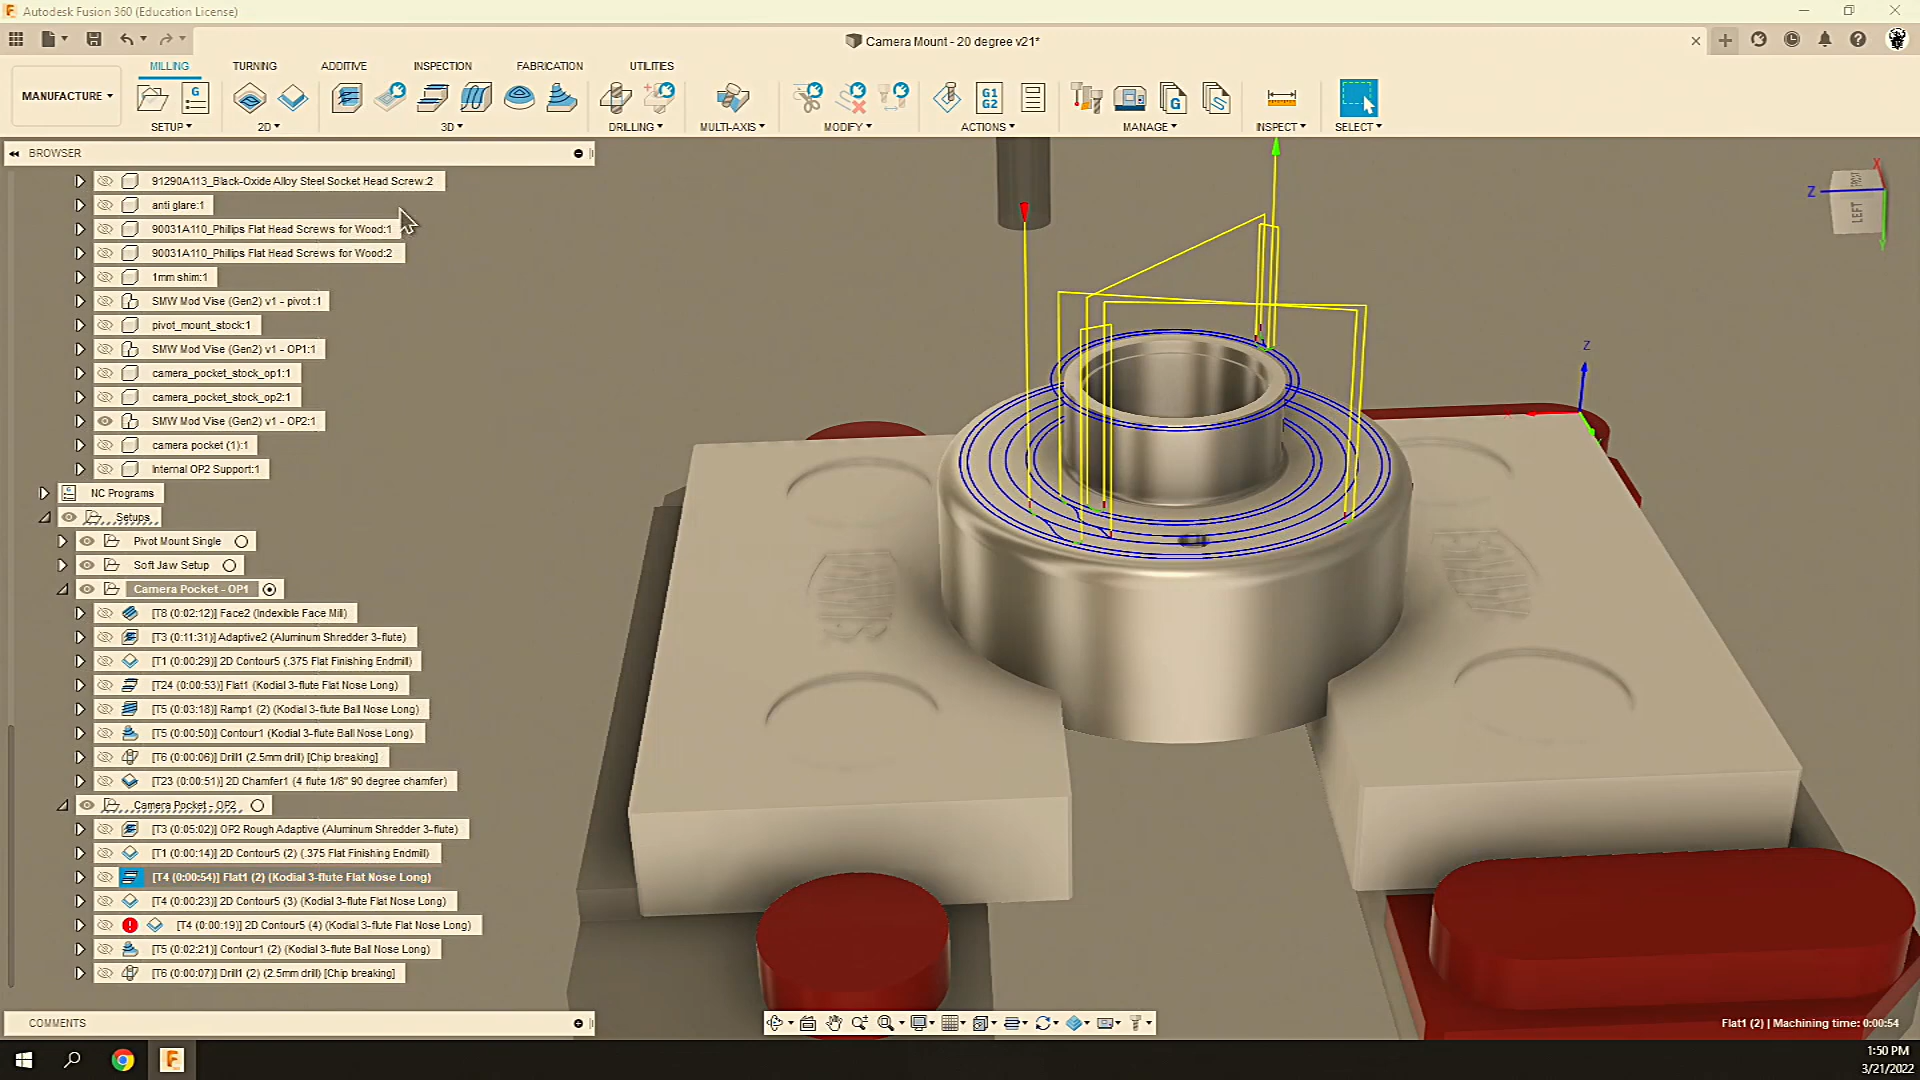 Autodesk Fusion 360 (Education License)
Camera Mount - 20 degree v21*
MILLING
TURNING
ADDITIVE
INSPECTION
FABRICATION
UTILITIES
MANUFACTURE
G
G1
G2
G
SETUP
2D
3D
DRILLING
MULTI-AXIS
MODIFY
ACTIONS
MANAGE
INSPECT
SELECT
BROWSER
91290A113_Black-Oxide Alloy Steel Socket Head Screw:2
anti glare:1
90031A110_Phillips Flat Head Screws for Wood:1
90031A110_Phillips Flat Head Screws for Wood:2
1mm shim:1
SMW Mod Vise (Gen2) v1 - pivot :1
pivot_mount_stock:1
SMW Mod Vise (Gen2) v1 - OP1:1
camera_pocket_stock_op1:1
camera_pocket_stock_op2:1
SMW Mod Vise (Gen2) v1 - OP2:1
camera pocket (1):1
Internal OP2 Support:1
NC Programs
Setups
Pivot Mount Single
Soft Jaw Setup
Camera Pocket - OP1
[T8 (0:02:12)] Face2 (Indexible Face Mill)
[T3 (0:11:31)] Adaptive2 (Aluminum Shredder 3-flute)
[T1 (0:00:29)] 2D Contour5 (.375 Flat Finishing Endmill)
[T24 (0:00:53)] Flat1 (Kodial 3-flute Flat Nose Long)
[T5 (0:03:18)] Ramp1 (2) (Kodial 3-flute Ball Nose Long)
[T5 (0:00:50)] Contour1 (Kodial 3-flute Ball Nose Long)
[T6 (0:00:06)] Drill1 (2.5mm drill) [Chip breaking]
[T23 (0:00:51)] 2D Chamfer1 (4 flute 1/8" 90 degree chamfer)
Camera Pocket - OP2
[T3 (0:05:02)] OP2 Rough Adaptive (Aluminum Shredder 3-flute)
[T1 (0:00:14)] 2D Contour5 (2) (.375 Flat Finishing Endmill)
[T4 (0:00:54)] Flat1 (2) (Kodial 3-flute Flat Nose Long)
[T4 (0:00:23)] 2D Contour5 (3) (Kodial 3-flute Flat Nose Long)
[T4 (0:00:19)] 2D Contour5 (4) (Kodial 3-flute Flat Nose Long)
[T5 (0:02:21)] Contour1 (2) (Kodial 3-flute Ball Nose Long)
[T6 (0:00:07)] Drill1 (2) (2.5mm drill) [Chip breaking]
COMMENTS
X
Z
FRONT
LEFT
Z
X
Flat1 (2) | Machining time: 0:00:54
1:50 PM
3/21/2022